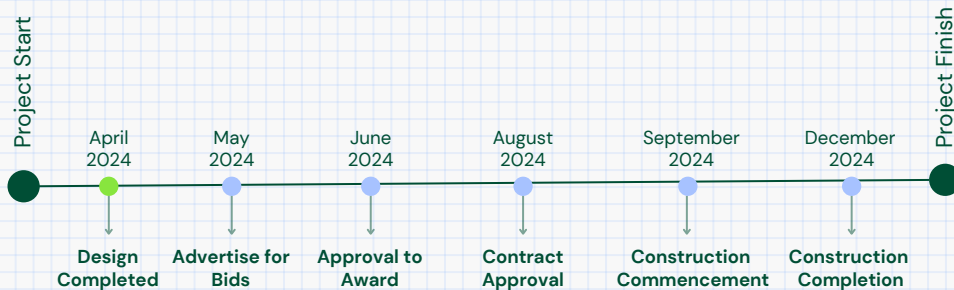 Project Start
Project Finish
April
2024
May
2024
June
2024
August
2024
September
2024
December
2024
Design
Completed
Advertise for
Bids
Approval to
Award
Contract
Approval
Construction
Commencement
Construction
Completion